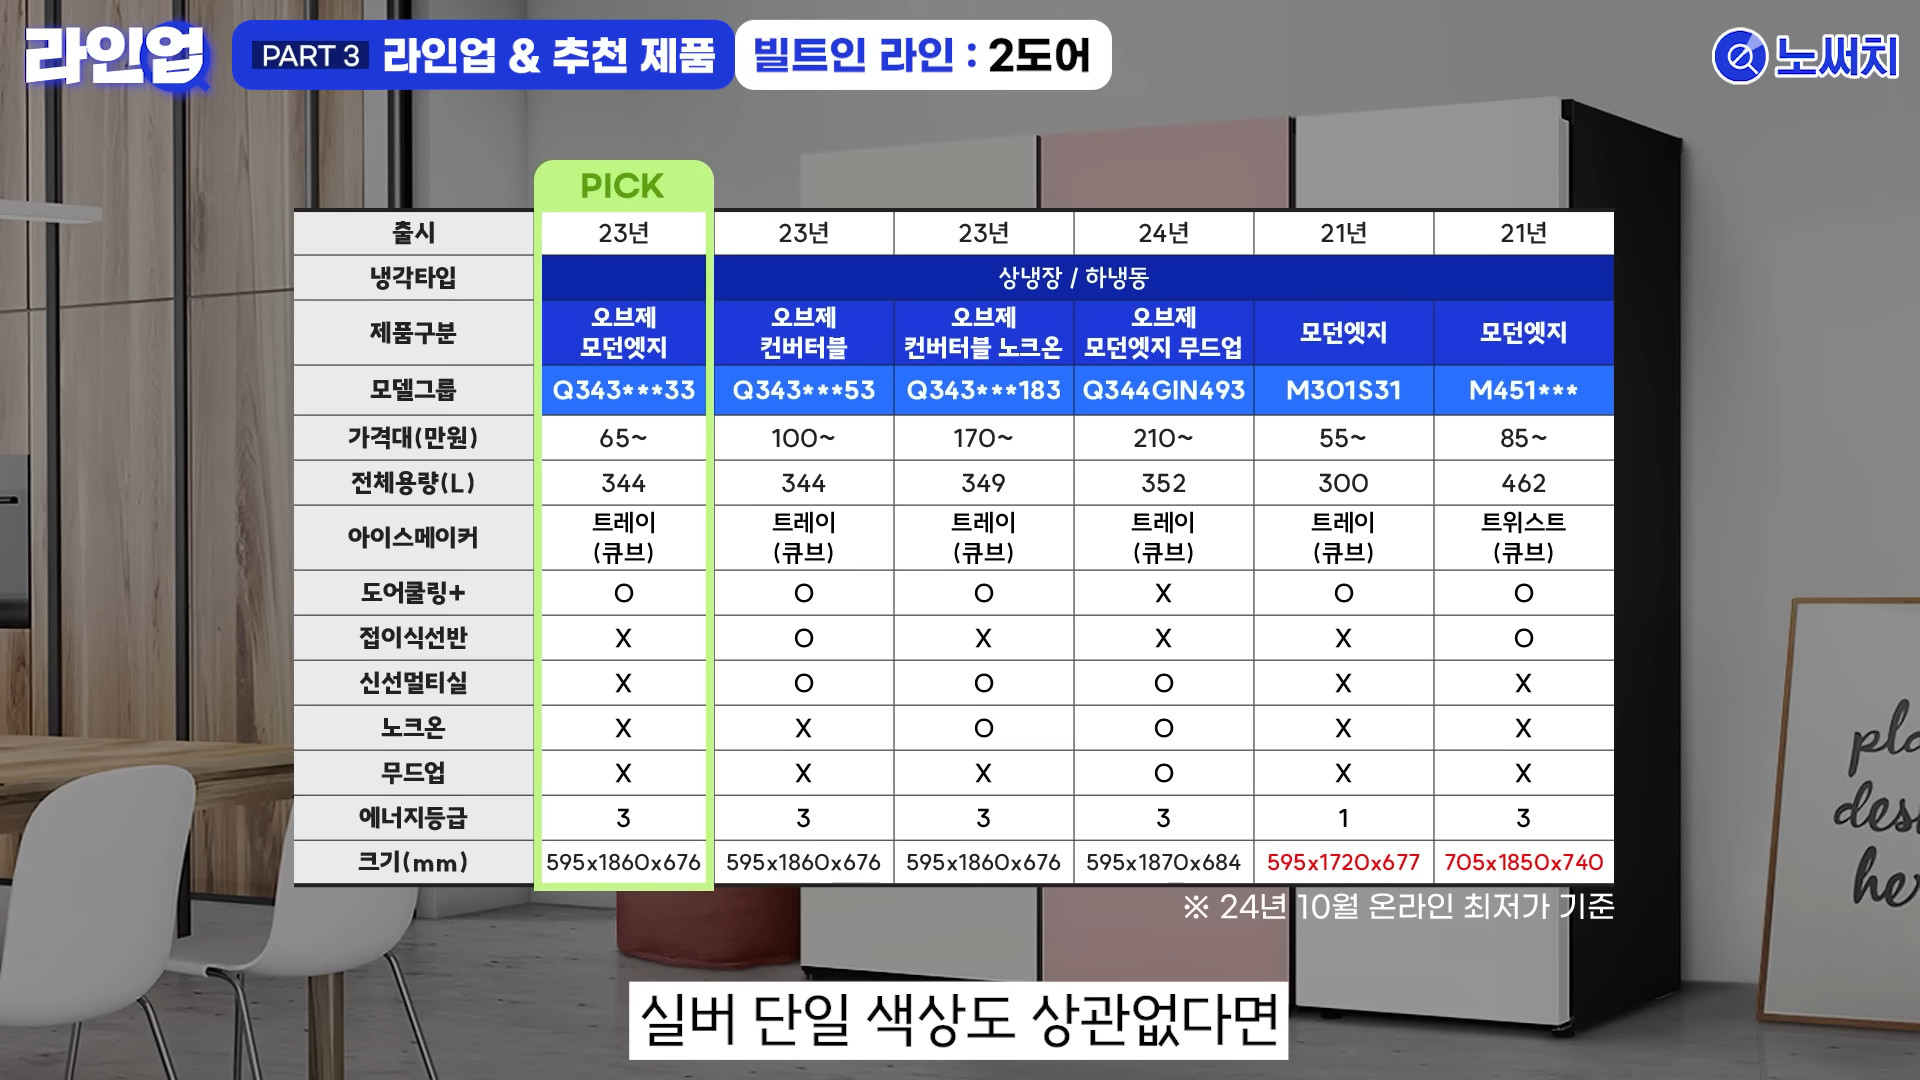 라인업
PART 3 라인업 & 추천 제품 빌트인 라인 : 2도어
노써치
PICK
출시 23년 23년 23년 24년 21년 21년
냉각타입 상냉장 / 하냉동
제품구분 오브제 모던엣지 오브제 컨버터블 오브제 컨버터블 노크온 오브제 모던엣지 무드업 모던엣지 모던엣지
모델그룹 Q343***33 Q343***53 Q343***183 Q344GIN493 M301S31 M451***
가격대(만원) 65~ 100~ 170~ 210~ 55~ 85~
전체용량(L) 344 344 349 352 300 462
아이스메이커 트레이 (큐브) 트레이 (큐브) 트레이 (큐브) 트레이 (큐브) 트레이 (큐브) 트위스트 (큐브)
도어쿨링+ O O O X O O
접이식선반 X O X X X O
신선멀티실 X O O O X X
노크온 X X O O X X
무드업 X X X O X X
에너지등급 3 3 3 3 1 3
크기(mm) 595x1860x676 595x1860x676 595x1860x676 595x1870x684 595x1720x677 705x1850x740
※ 24년 10월 온라인 최저가 기준
실버 단일 색상도 상관없다면